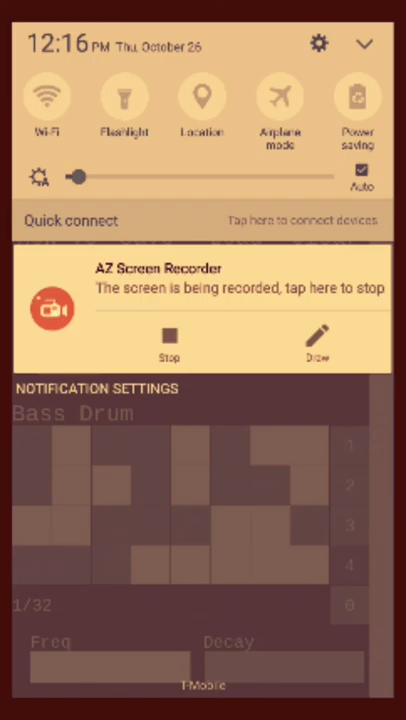 12:16 PM Thu, October 26
Wi-Fi
Flashlight
Location
Airplane mode
Power saving
Auto
Quick connect
Tap here to connect devices
AZ Screen Recorder
The screen is being recorded, tap here to stop
Stop
Draw
NOTIFICATION SETTINGS
Bass Drum
1
2
3
4
1/32
0
Freq
Decay
T-Mobile